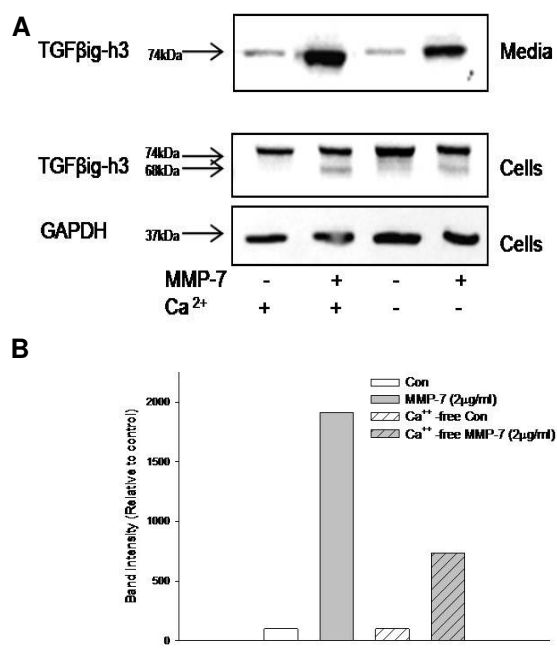 A
TGFβig-h3 74kDa Media
TGFβig-h3 74kDa 68kDa Cells
GAPDH 37kDa Cells
MMP-7 - + - +
Ca 2+ + + - -
B
Band Intensity (Relative to control)
2000
1500
1000
500
0
Con
MMP-7 (2µg/ml)
Ca++ -free Con
Ca++ -free MMP-7 (2µg/ml)